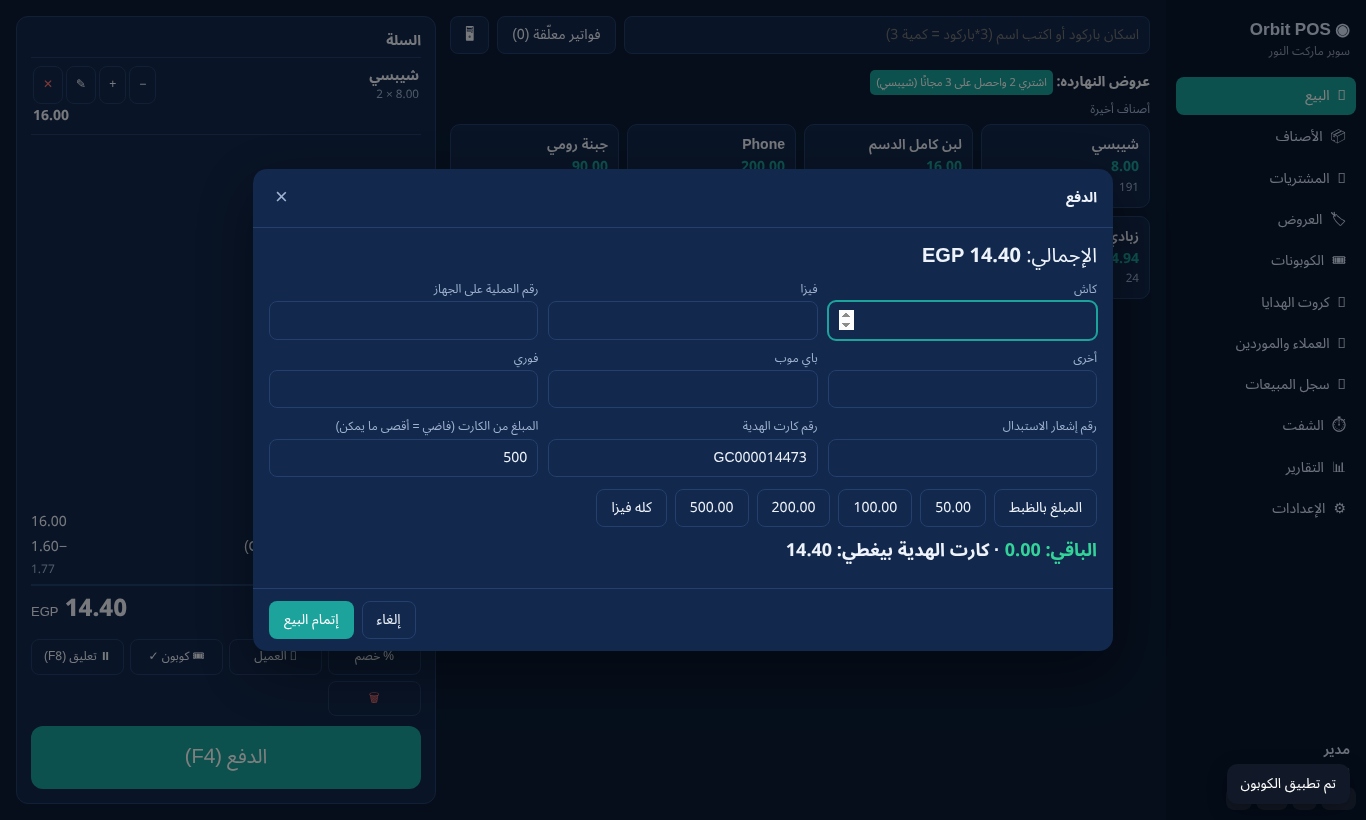 Orbit POS ◉
سوبر ماركت النور
البيع
الأصناف
المشتريات
العروض
الكوبونات
كروت الهدايا
العملاء والموردين
سجل المبيعات
الشفت
التقارير
الإعدادات
مدير
تم تطبيق الكوبون
اسكان باركود أو اكتب اسم (3*باركود = كمية 3)
فواتير معلّقة (0)
عروض النهارده: اشتري 2 واحصل على 3 مجانًا (شيبسي)
أصناف أخيرة
شيبسي
8.00
191
لبن كامل الدسم
16.00
Phone
200.00
جبنة رومي
90.00
24
السلة
شيبسي
2 × 8.00
16.00
− + ✎ ✕
الدفع
×
الإجمالي: 14.40 EGP
كاش
فيزا
رقم العملية على الجهاز
أخرى
باي موب
فوري
رقم إشعار الاستبدال
رقم كارت الهدية
المبلغ من الكارت (فاضي = أقصى ما يمكن)
GC000014473
500
المبلغ بالظبط
50.00
100.00
200.00
500.00
كله فيزا
الباقي: 0.00 · كارت الهدية بيغطي: 14.40
إلغاء
إتمام البيع
16.00
−1.60
1.77
14.40 EGP
% خصم
العميل
كوبون ✓
تعليق (F8)
الدفع (F4)